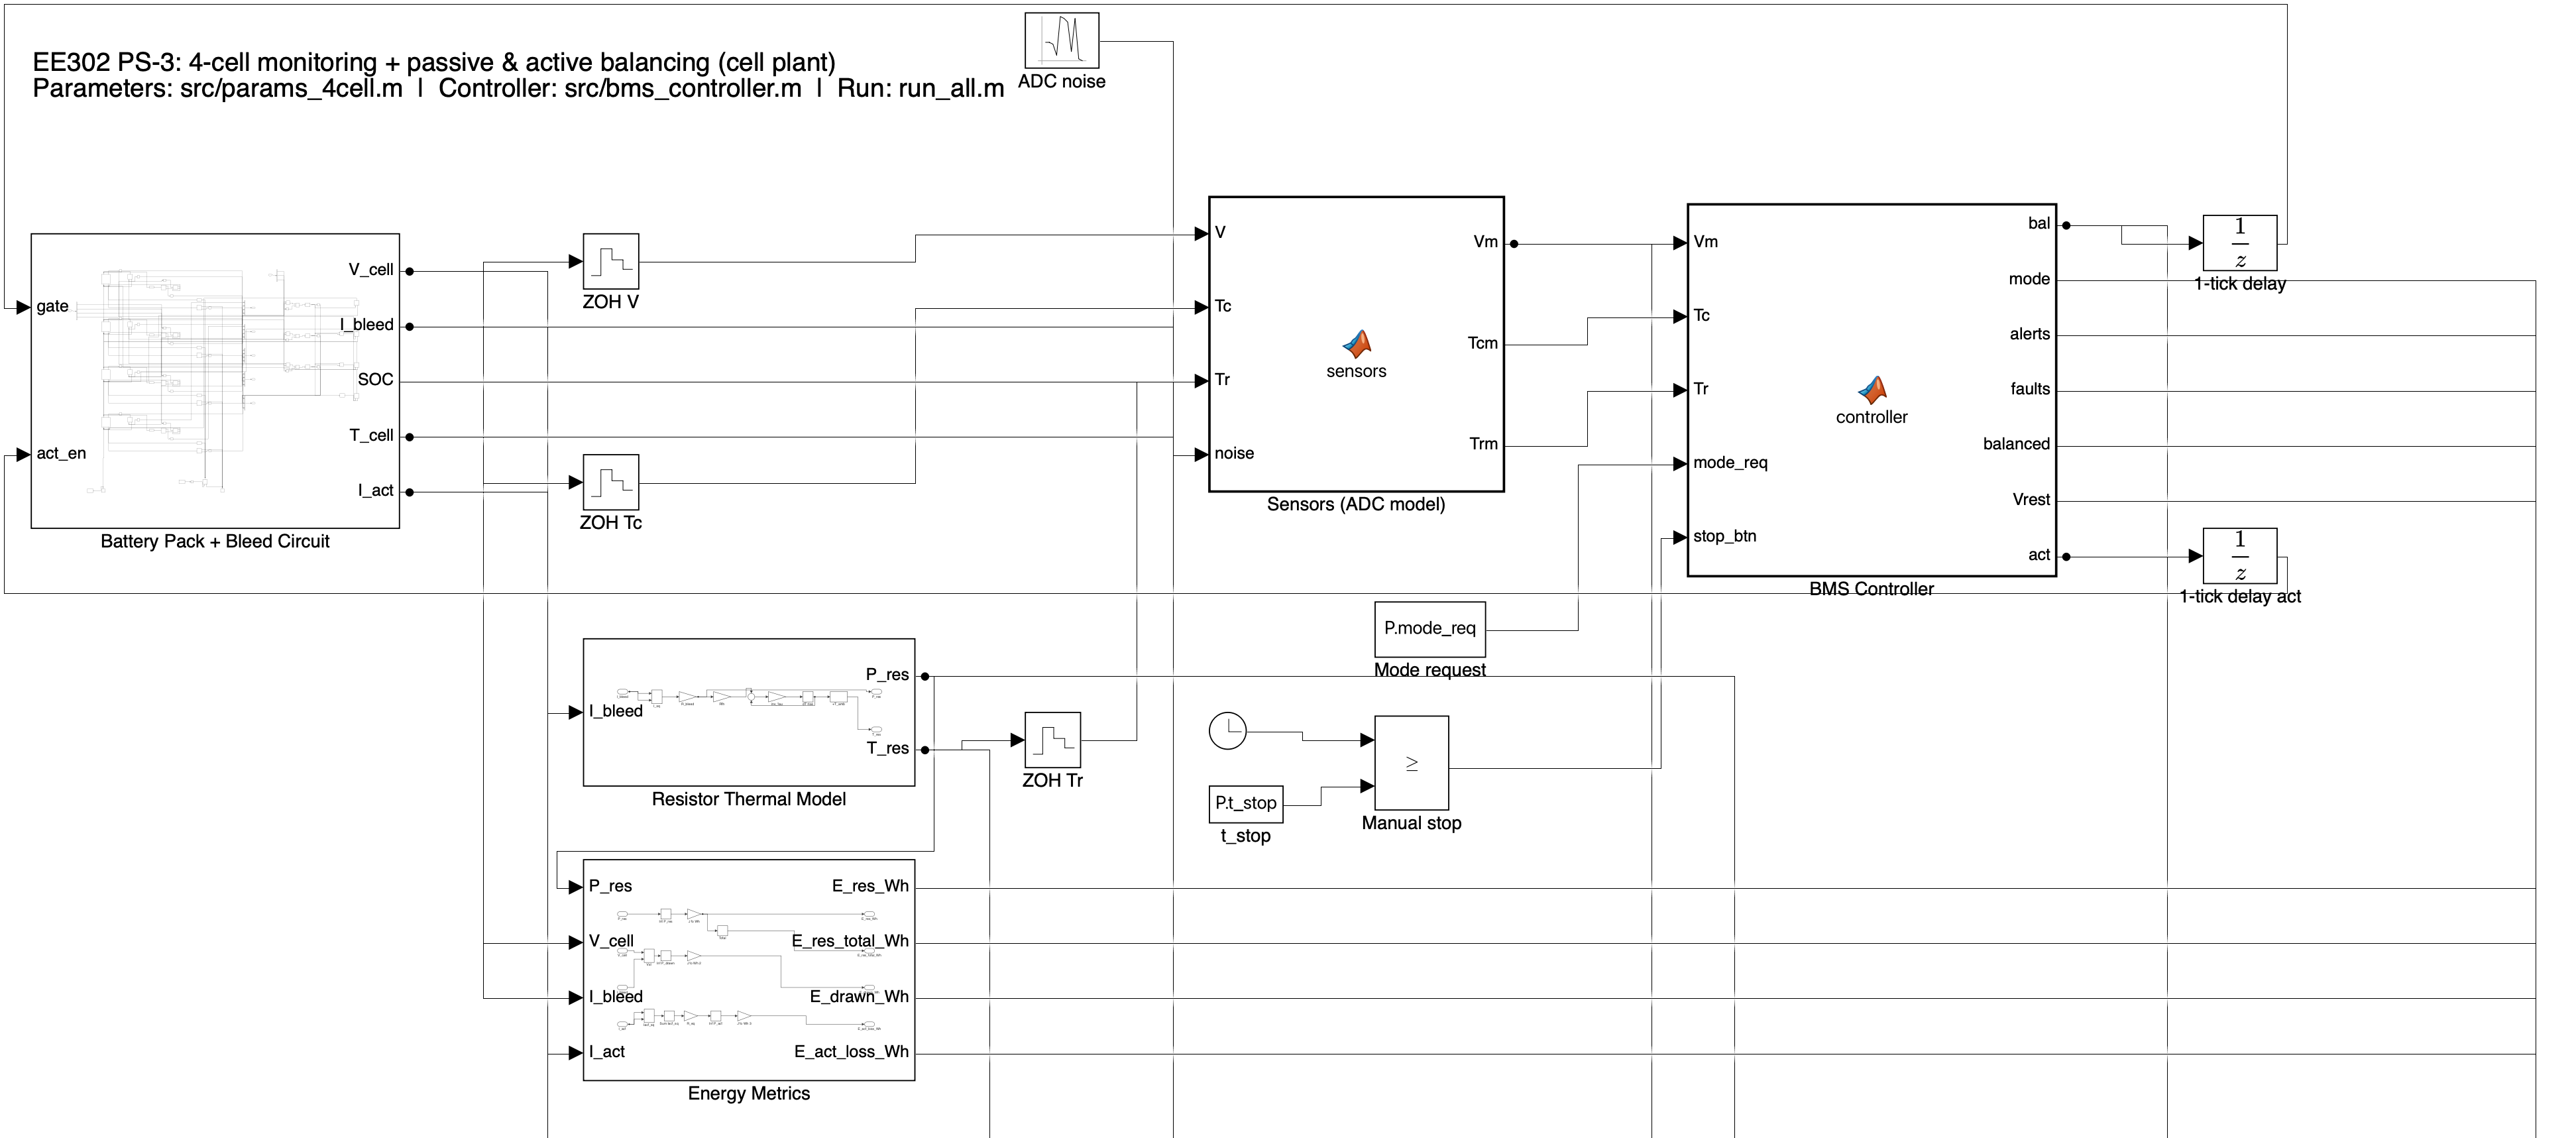 EE302 PS-3: 4-cell monitoring + passive & active balancing (cell plant)
Parameters: src/params_4cell.m | Controller: src/bms_controller.m | Run: run_all.m
ADC noise
gate
act_en
V_cell
I_bleed
SOC
T_cell
I_act
Battery Pack + Bleed Circuit
ZOH V
ZOH Tc
V
Tc
Tr
noise
sensors
Vm
Tcm
Trm
Sensors (ADC model)
Vm
Tc
Tr
mode_req
stop_btn
controller
bal
mode
alerts
faults
balanced
Vrest
act
BMS Controller
1
z
1-tick delay
1
z
1-tick delay act
P.mode_req
Mode request
I_bleed
P_res
T_res
Resistor Thermal Model
ZOH Tr
P.t_stop
t_stop
≥
Manual stop
P_res
V_cell
I_bleed
I_act
E_res_Wh
E_res_total_Wh
E_drawn_Wh
E_act_loss_Wh
Energy Metrics